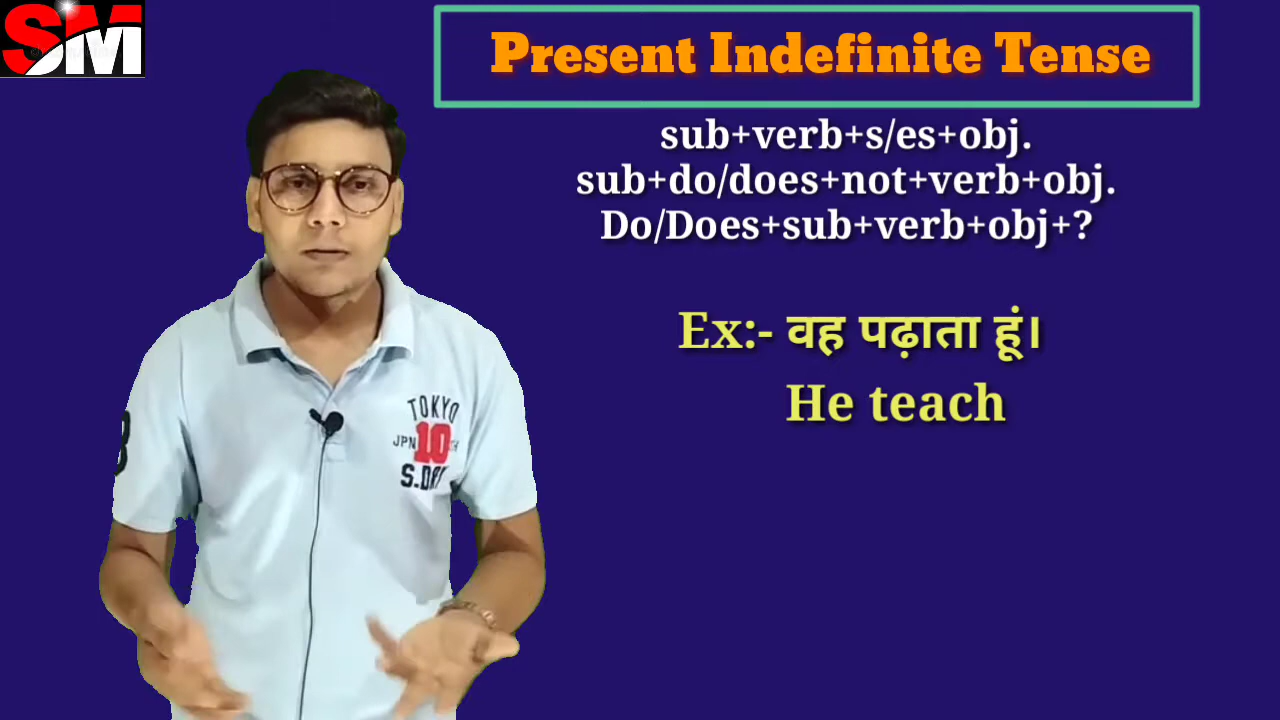 SM
Present Indefinite Tense
sub+verb+s/es+obj.
sub+do/does+not+verb+obj.
Do/Does+sub+verb+obj+?
Ex:- वह पढ़ाता हूं।
He teach
TOKYO
JPN 10